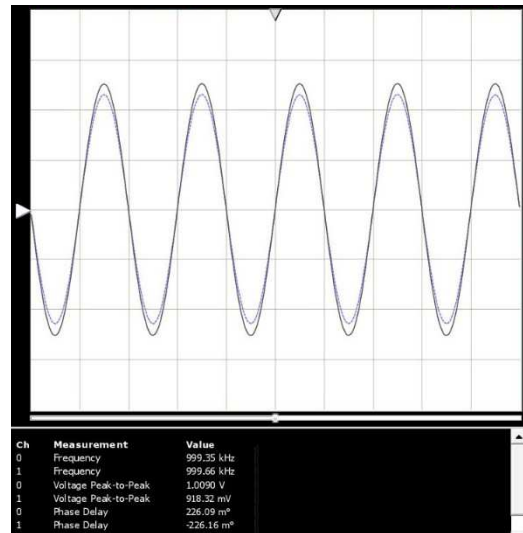 Ch Measurement Value
0 Frequency 999.35 kHz
1 Frequency 999.66 kHz
0 Voltage Peak-to-Peak 1.0090 V
1 Voltage Peak-to-Peak 918.32 mV
0 Phase Delay 226.09 m°
1 Phase Delay -226.16 m°